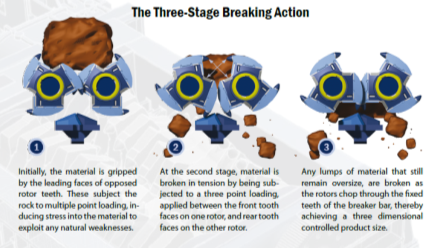 The Three-Stage Breaking Action
1
2
3
Initially, the material is gripped
by the leading faces of opposed
rotor teeth. These subject the
rock to multiple point loading, in-
ducing stress into the material to
exploit any natural weaknesses.
At the second stage, material is
broken in tension by being sub-
jected to a three point loading,
applied between the front tooth
faces on one rotor, and rear tooth
faces on the other rotor.
Any lumps of material that still
remain oversize, are broken as
the rotors chop through the fixed
teeth of the breaker bar, thereby
achieving a three dimensional
controlled product size.